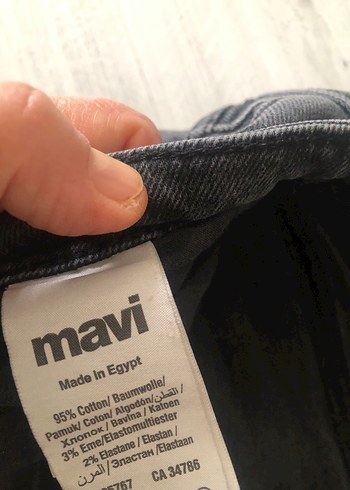 mavi
Made in Egypt
95% Cotton/ Baumwolle/
Pamuk/ Coton/ Algodón/القطن/
Хлопок / Bavlna / Katoen
3% Eme/Elastomultiester
2% Elastane / Elastan /
المرن/ Эластан /Elastaan
CA 34786